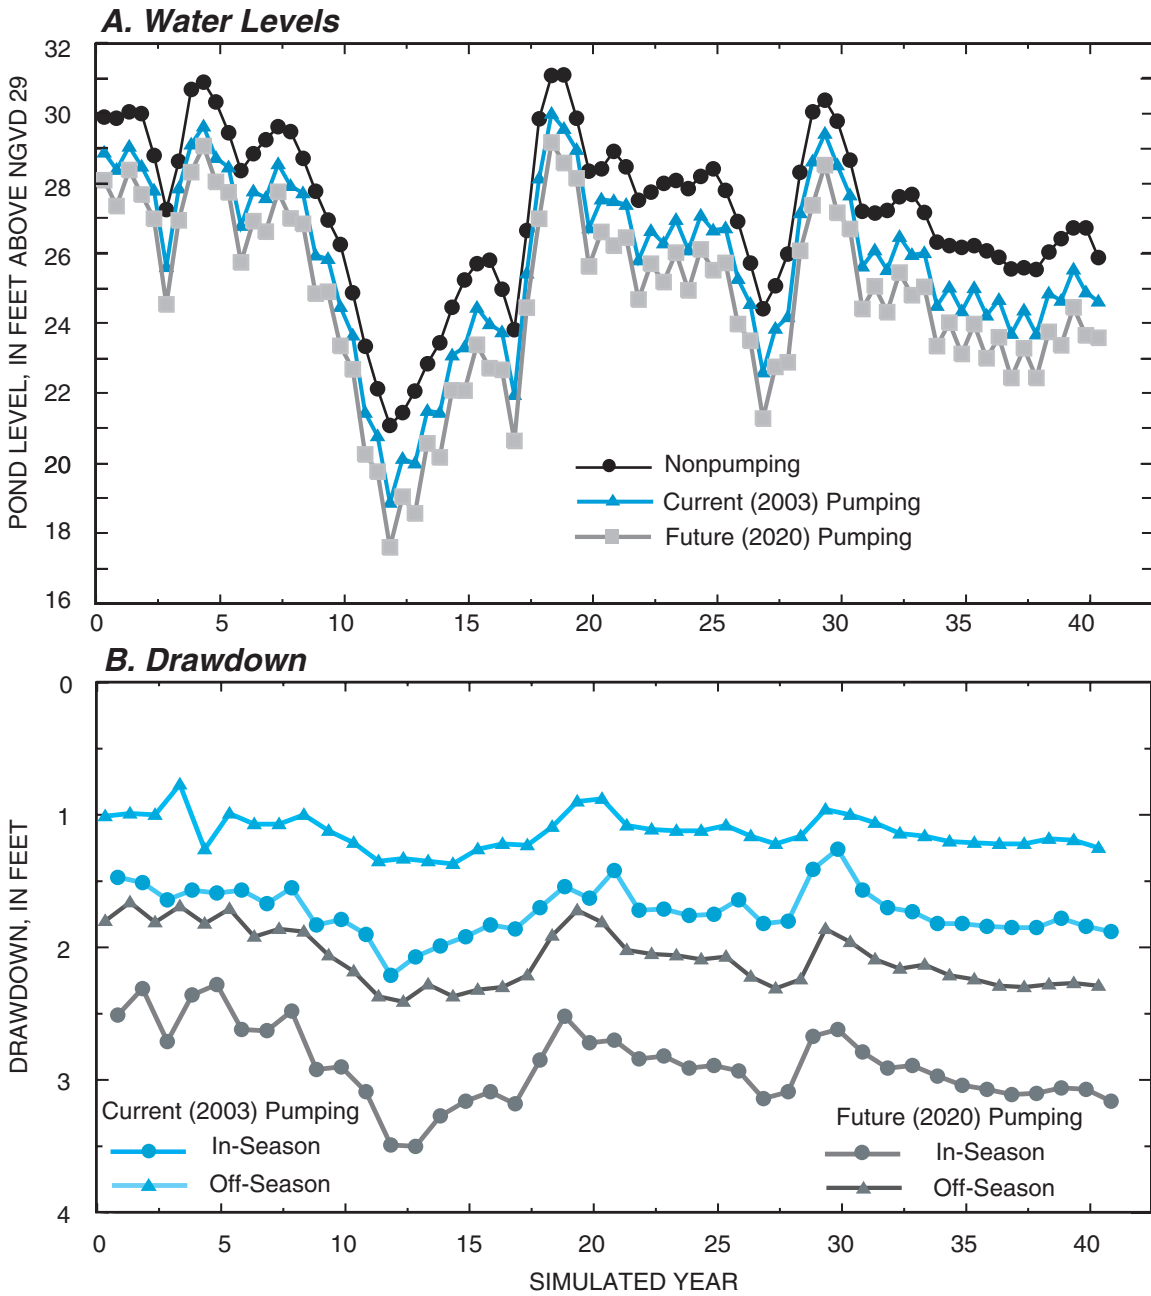 A. Water Levels
32
30
28
26
24
22
20
18
16
POND LEVEL, IN FEET ABOVE NGVD 29
Nonpumping
Current (2003) Pumping
Future (2020) Pumping
0 5 10 15 20 25 30 35 40
B. Drawdown
0
1
2
3
4
DRAWDOWN, IN FEET
Current (2003) Pumping
In-Season
Off-Season
Future (2020) Pumping
In-Season
Off-Season
0 5 10 15 20 25 30 35 40
SIMULATED YEAR